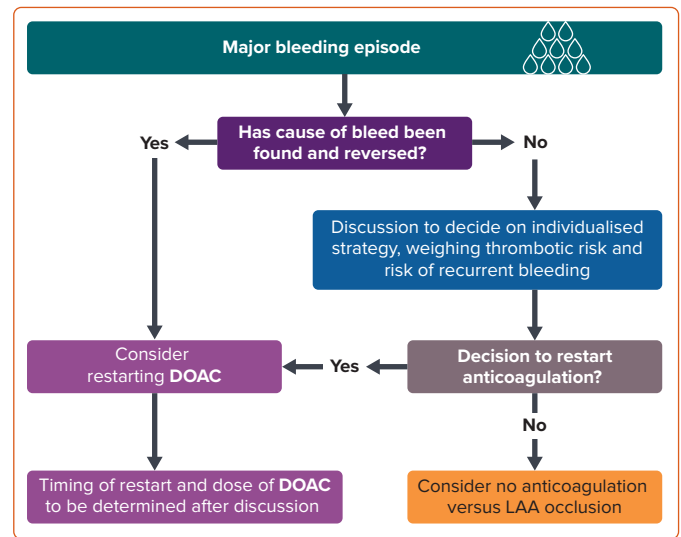 Major bleeding episode
Has cause of bleed been
found and reversed?
Yes
No
Discussion to decide on individualised
strategy, weighing thrombotic risk and
risk of recurrent bleeding
Consider
restarting DOAC
Yes
Decision to restart
anticoagulation?
No
Timing of restart and dose of DOAC
to be determined after discussion
Consider no anticoagulation
versus LAA occlusion